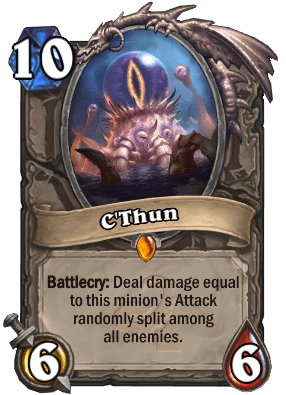 10
C'Thun
Battlecry: Deal damage equal
to this minion's Attack
randomly split among
all enemies.
6 6